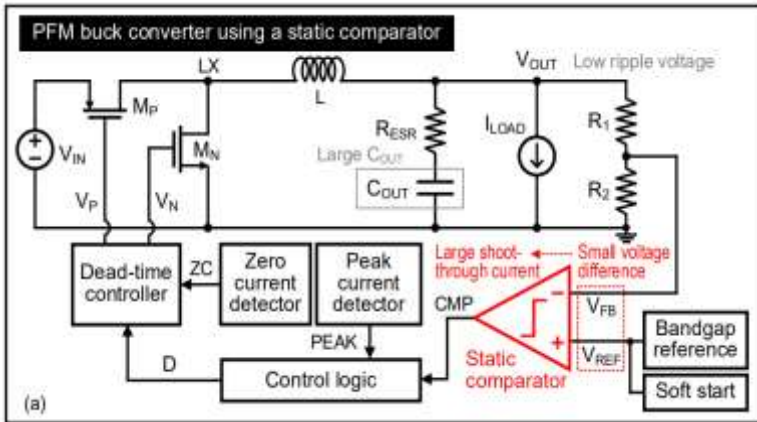 PFM buck converter using a static comparator
LX
L
VOUT
Low ripple voltage
MP
RESR
ILOAD
R1
VIN
MN
Large COUT
COUT
R2
VP
VN
Dead-time
controller
ZC
Zero
current
detector
Peak
current
detector
Large shoot-
through current
Small voltage
difference
CMP
VFB
VREF
Bandgap
reference
PEAK
Static
comparator
D
Control logic
Soft start
(a)